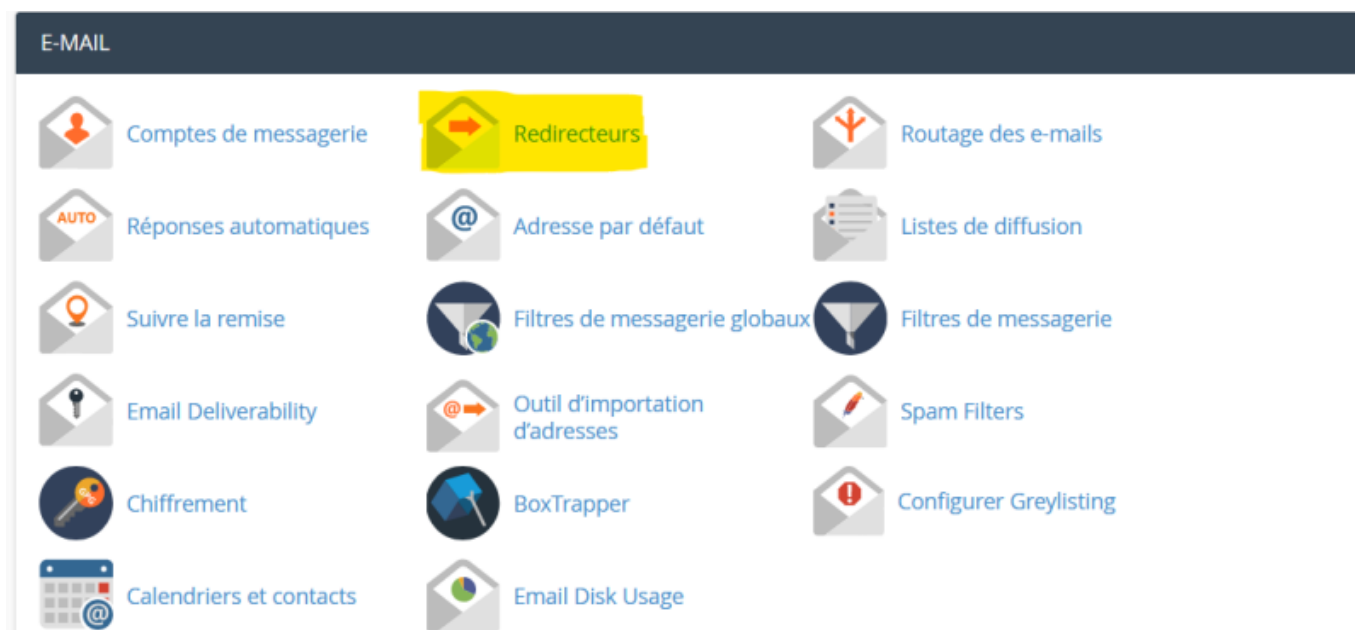 E-MAIL
Comptes de messagerie
Redirecteurs
Routage des e-mails
AUTO
Réponses automatiques
@
Adresse par défaut
Listes de diffusion
Suivre la remise
Filtres de messagerie globaux
Filtres de messagerie
Email Deliverability
@
Outil d’importation
d’adresses
Spam Filters
GPG
Chiffrement
BoxTrapper
!
Configurer Greylisting
@
Calendriers et contacts
Email Disk Usage